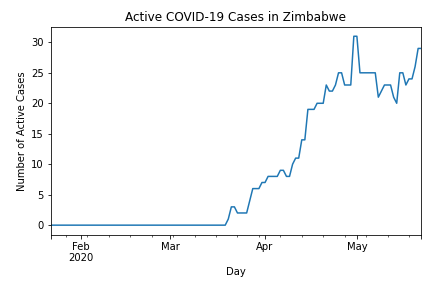 Active COVID-19 Cases in Zimbabwe
Number of Active Cases
30
25
20
15
10
5
0
Feb
2020
Mar
Apr
May
Day